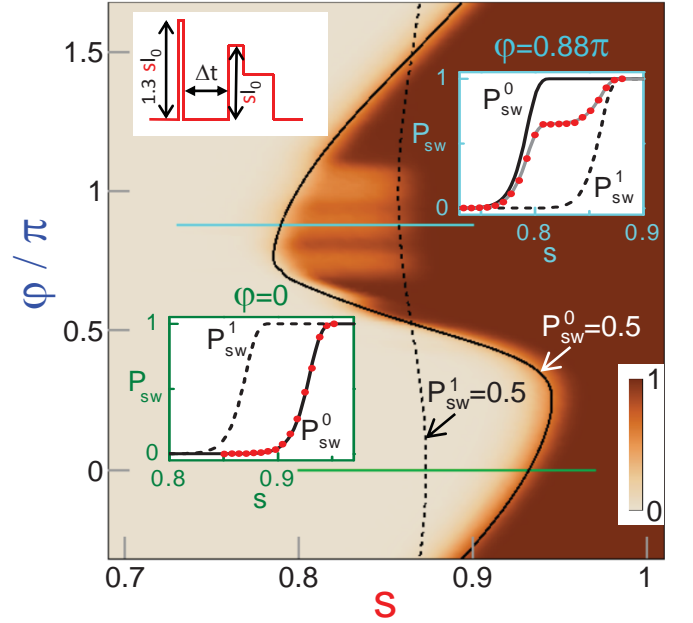 1.5
1.3 sI0
Δt
sI0
φ=0.88π
1
P0sw
Psw
P1sw
0
0.8
0.9
s
1
φ / π
φ=0
1
P1sw
Psw
P0sw
0
0.8
0.9
s
0.5
P0sw=0.5
P1sw=0.5
1
0
0
0.7
0.8
0.9
1
s